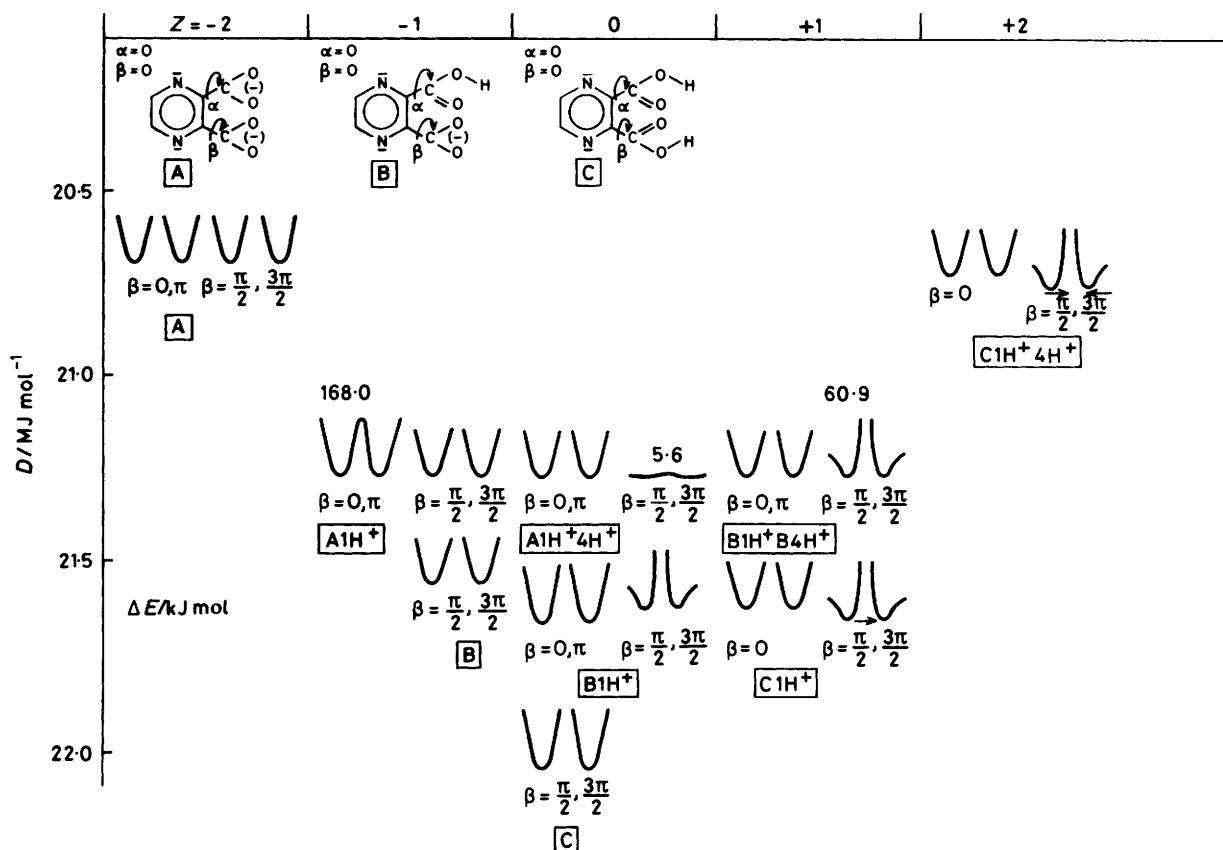 Z = −2 −1 0 +1 +2
α=0 α=0 α=0
β=0 β=0 β=0
N̄ O (−) C O α
N O (−) C O β
A
N̄ C O H O α
N C O (−) O β
B
N̄ C O H O α
N C O O H β
C
D/MJ mol⁻¹
20·5
β=0,π β=π/2, 3π/2
A
β=0 β=π/2, 3π/2
C1H⁺4H⁺
21·0
168·0 5·6 60·9
β=0,π β=π/2, 3π/2 β=0,π β=π/2, 3π/2 β=0,π β=π/2, 3π/2
A1H⁺ A1H⁺4H⁺ B1H⁺B4H⁺
21·5
ΔE/kJ mol
β=π/2, 3π/2 β=0,π β=π/2, 3π/2 β=0 β=π/2, 3π/2
B B1H⁺ C1H⁺
22·0
β=π/2, 3π/2
C